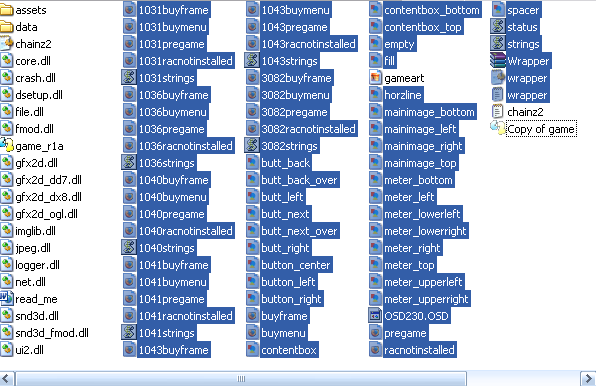 assets
data
chainz2
core.dll
crash.dll
dsetup.dll
file.dll
fmod.dll
game_r1a
gfx2d.dll
gfx2d_dd7.dll
gfx2d_dx8.dll
gfx2d_ogl.dll
imglib.dll
jpeg.dll
logger.dll
net.dll
read_me
snd3d.dll
snd3d_fmod.dll
ui2.dll
1031buyframe
1031buymenu
1031pregame
1031racnotinstalled
1031strings
1036buyframe
1036buymenu
1036pregame
1036racnotinstalled
1036strings
1040buyframe
1040buymenu
1040pregame
1040racnotinstalled
1040strings
1041buyframe
1041buymenu
1041pregame
1041racnotinstalled
1041strings
1043buyframe
1043buymenu
1043pregame
1043racnotinstalled
1043strings
3082buyframe
3082buymenu
3082pregame
3082racnotinstalled
3082strings
butt_back
butt_back_over
butt_left
butt_next
butt_next_over
butt_right
button_center
button_left
button_right
buyframe
buymenu
contentbox
contentbox_bottom
contentbox_top
empty
fill
gameart
horzline
mainimage_bottom
mainimage_left
mainimage_right
mainimage_top
meter_bottom
meter_left
meter_lowerleft
meter_lowerright
meter_right
meter_top
meter_upperleft
meter_upperright
OSD230.OSD
pregame
racnotinstalled
spacer
status
strings
Wrapper
wrapper
wrapper
chainz2
Copy of game